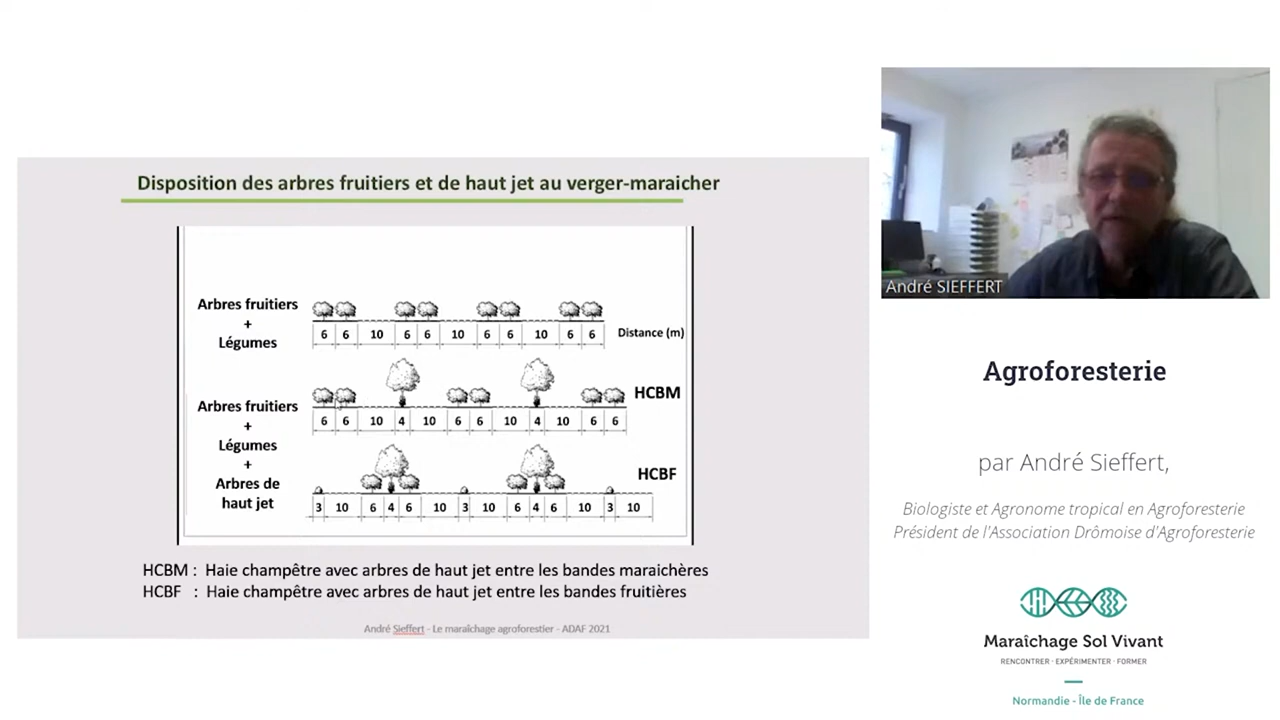 Disposition des arbres fruitiers et de haut jet au verger-maraicher
Arbres fruitiers
+
Légumes
6 6 10 6 6 10 6 6 10 6 6
Distance (m)
Arbres fruitiers
+
Légumes
+
Arbres de
haut jet
HCBM
6 6 10 4 10 6 6 10 4 10 6 6
HCBF
3 10 6 4 6 10 3 10 6 4 6 10 3 10
HCBM : Haie champêtre avec arbres de haut jet entre les bandes maraichères
HCBF : Haie champêtre avec arbres de haut jet entre les bandes fruitières
André Sieffert - Le maraîchage agroforestier - ADAF 2021
André SIEFFERT
Agroforesterie
par André Sieffert,
Biologiste et Agronome tropical en Agroforesterie
Président de l'Association Drômoise d'Agroforesterie
Maraîchage Sol Vivant
RENCONTRER · EXPÉRIMENTER · FORMER
Normandie - Île de France